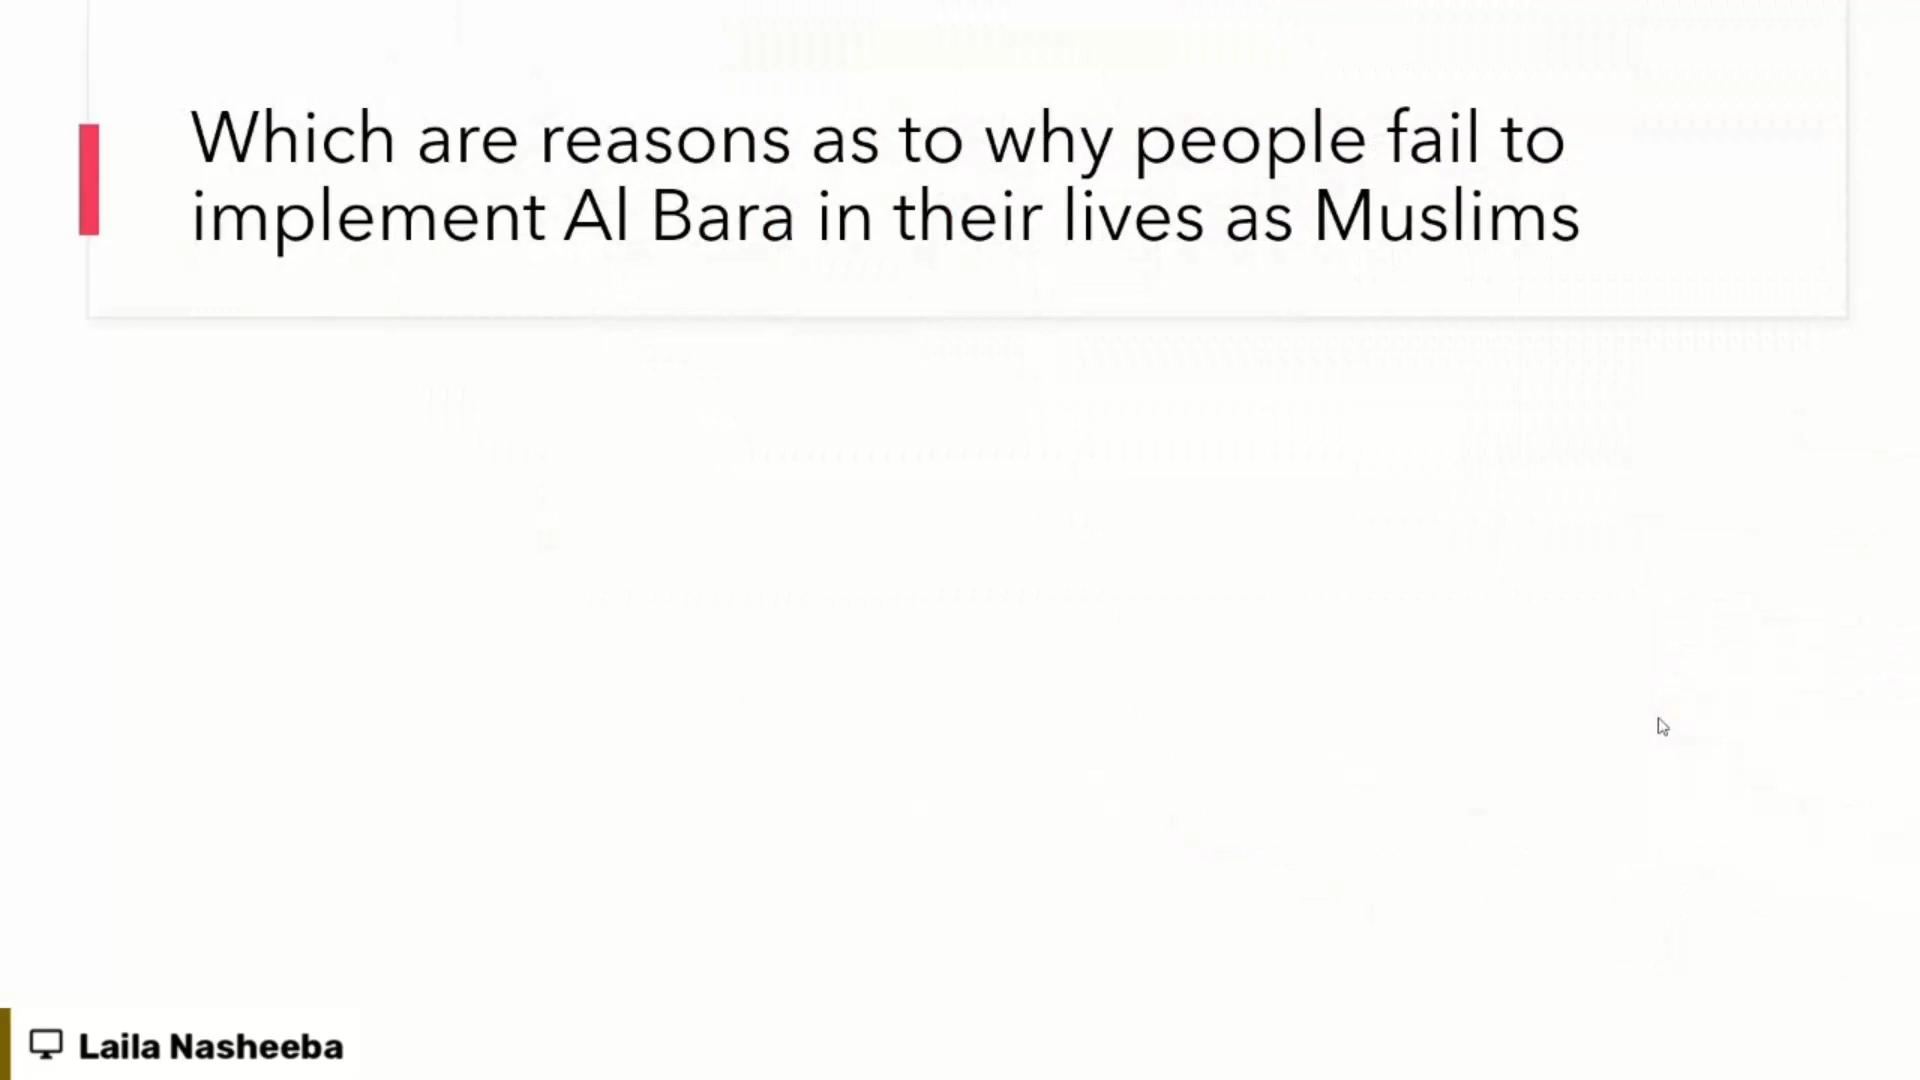 Which are reasons as to why people fail to
implement Al Bara in their lives as Muslims
Laila Nasheeba